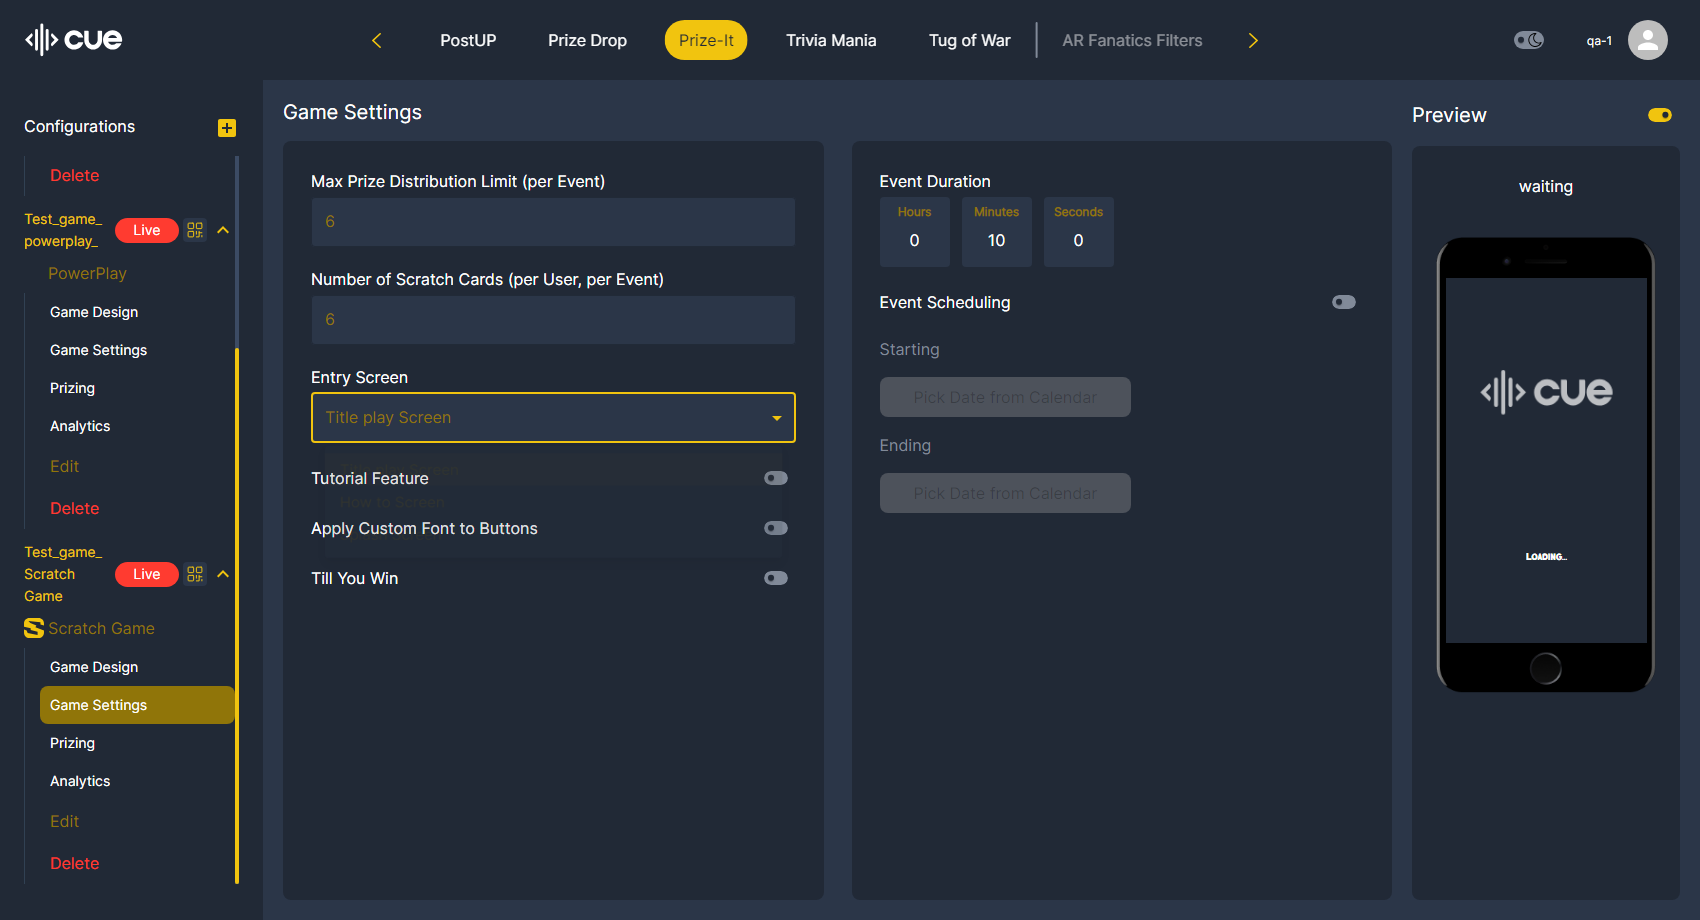 cue
PostUP
Prize Drop
Prize-It
Trivia Mania
Tug of War
AR Fanatics Filters
qa-1
Configurations
Delete
Test_game_
powerplay_
Live
PowerPlay
Game Design
Game Settings
Prizing
Analytics
Edit
Delete
Test_game_
Scratch
Game
Live
Scratch Game
Game Design
Game Settings
Prizing
Analytics
Edit
Delete
Game Settings
Max Prize Distribution Limit (per Event)
6
Number of Scratch Cards (per User, per Event)
6
Entry Screen
Title play Screen
Tutorial Feature
How to Screen
Apply Custom Font to Buttons
Till You Win
Event Duration
Hours
0
Minutes
10
Seconds
0
Event Scheduling
Starting
Pick Date from Calendar
Ending
Pick Date from Calendar
Preview
waiting
cue
LOADING...